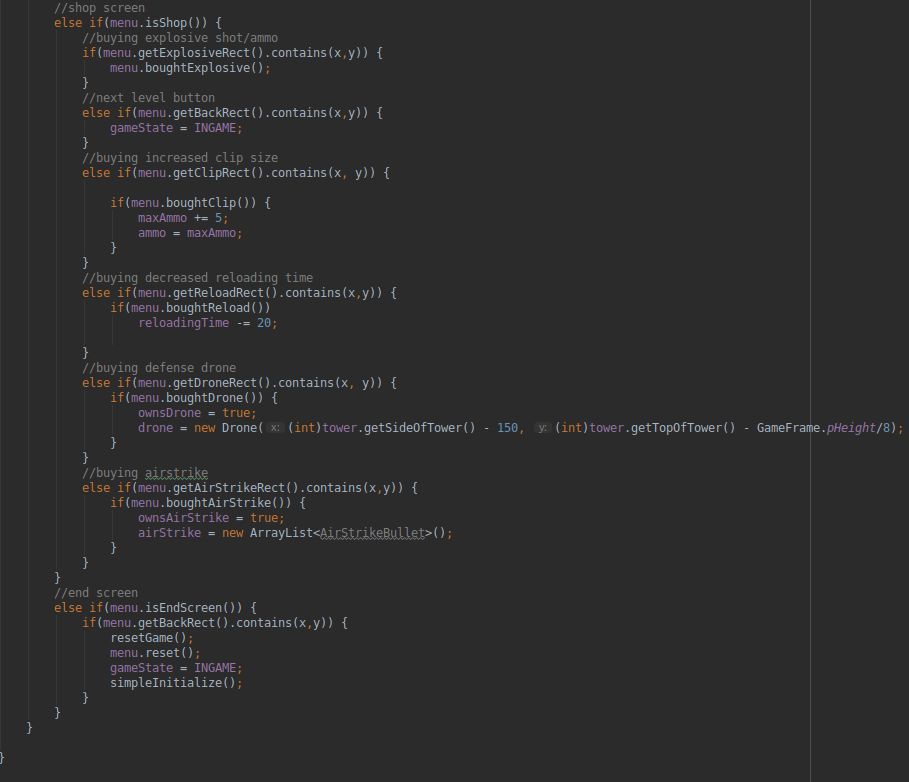 //shop screen
else if(menu.isShop()) {
//buying explosive shot/ammo
if(menu.getExplosiveRect().contains(x,y)) {
menu.boughtExplosive();
}
//next level button
else if(menu.getBackRect().contains(x,y)) {
gameState = INGAME;
}
//buying increased clip size
else if(menu.getClipRect().contains(x, y)) {
if(menu.boughtClip()) {
maxAmmo += 5;
ammo = maxAmmo;
}
}
//buying decreased reloading time
else if(menu.getReloadRect().contains(x,y)) {
if(menu.boughtReload())
reloadingTime -= 20;
}
//buying defense drone
else if(menu.getDroneRect().contains(x, y)) {
if(menu.boughtDrone()) {
ownsDrone = true;
drone = new Drone( x: (int)tower.getSideOfTower() - 150, y: (int)tower.getTopOfTower() - GameFrame.pHeight/8);
}
}
//buying airstrike
else if(menu.getAirStrikeRect().contains(x,y)) {
if(menu.boughtAirStrike()) {
ownsAirStrike = true;
airStrike = new ArrayList<AirStrikeBullet>();
}
}
}
//end screen
else if(menu.isEndScreen()) {
if(menu.getBackRect().contains(x,y)) {
resetGame();
menu.reset();
gameState = INGAME;
simpleInitialize();
}
}
}
}